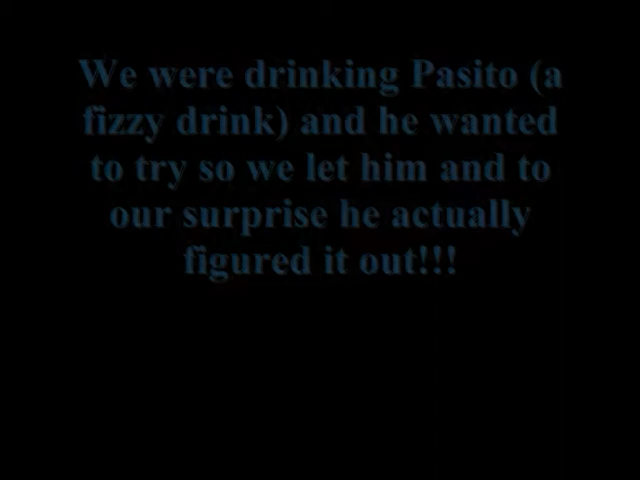 We were drinking Pasito (a
fizzy drink) and he wanted
to try so we let him and to
our surprise he actually
figured it out!!!